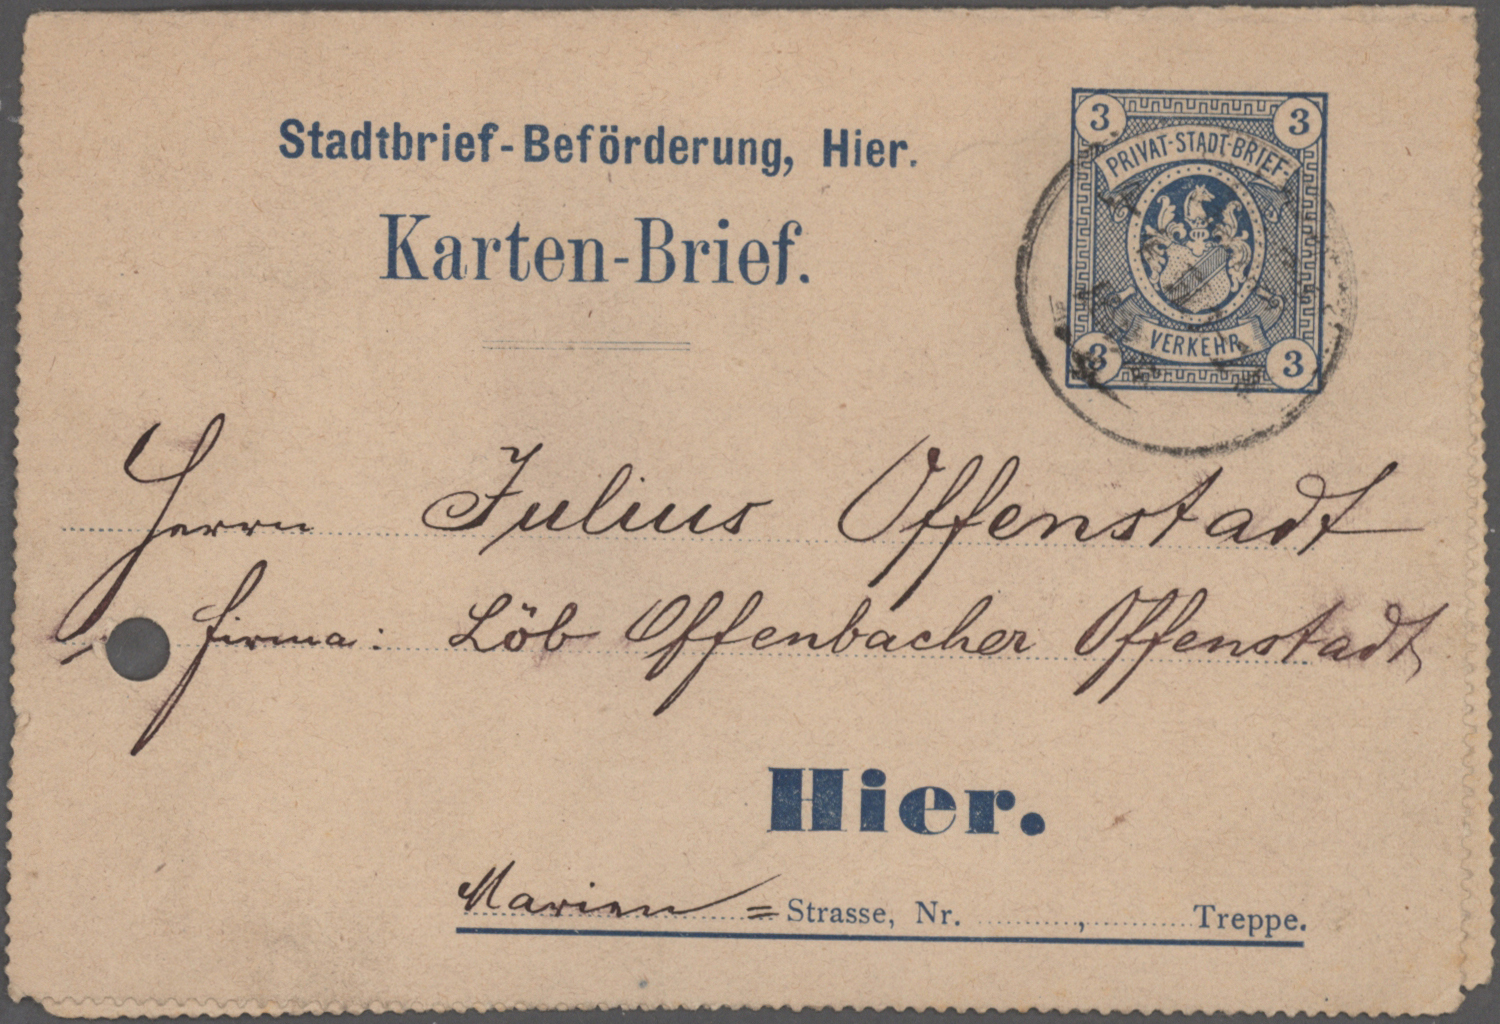 Stadtbrief-Beförderung, Hier.
Karten-Brief.
3 3
PRIVAT-STADT-BRIEF-
VERKEHR
3 3
Herrn Julius Offenstadt
Firma: Löb Offenbacher Offenstadt
Hier.
Marien = Strasse, Nr. , Treppe.